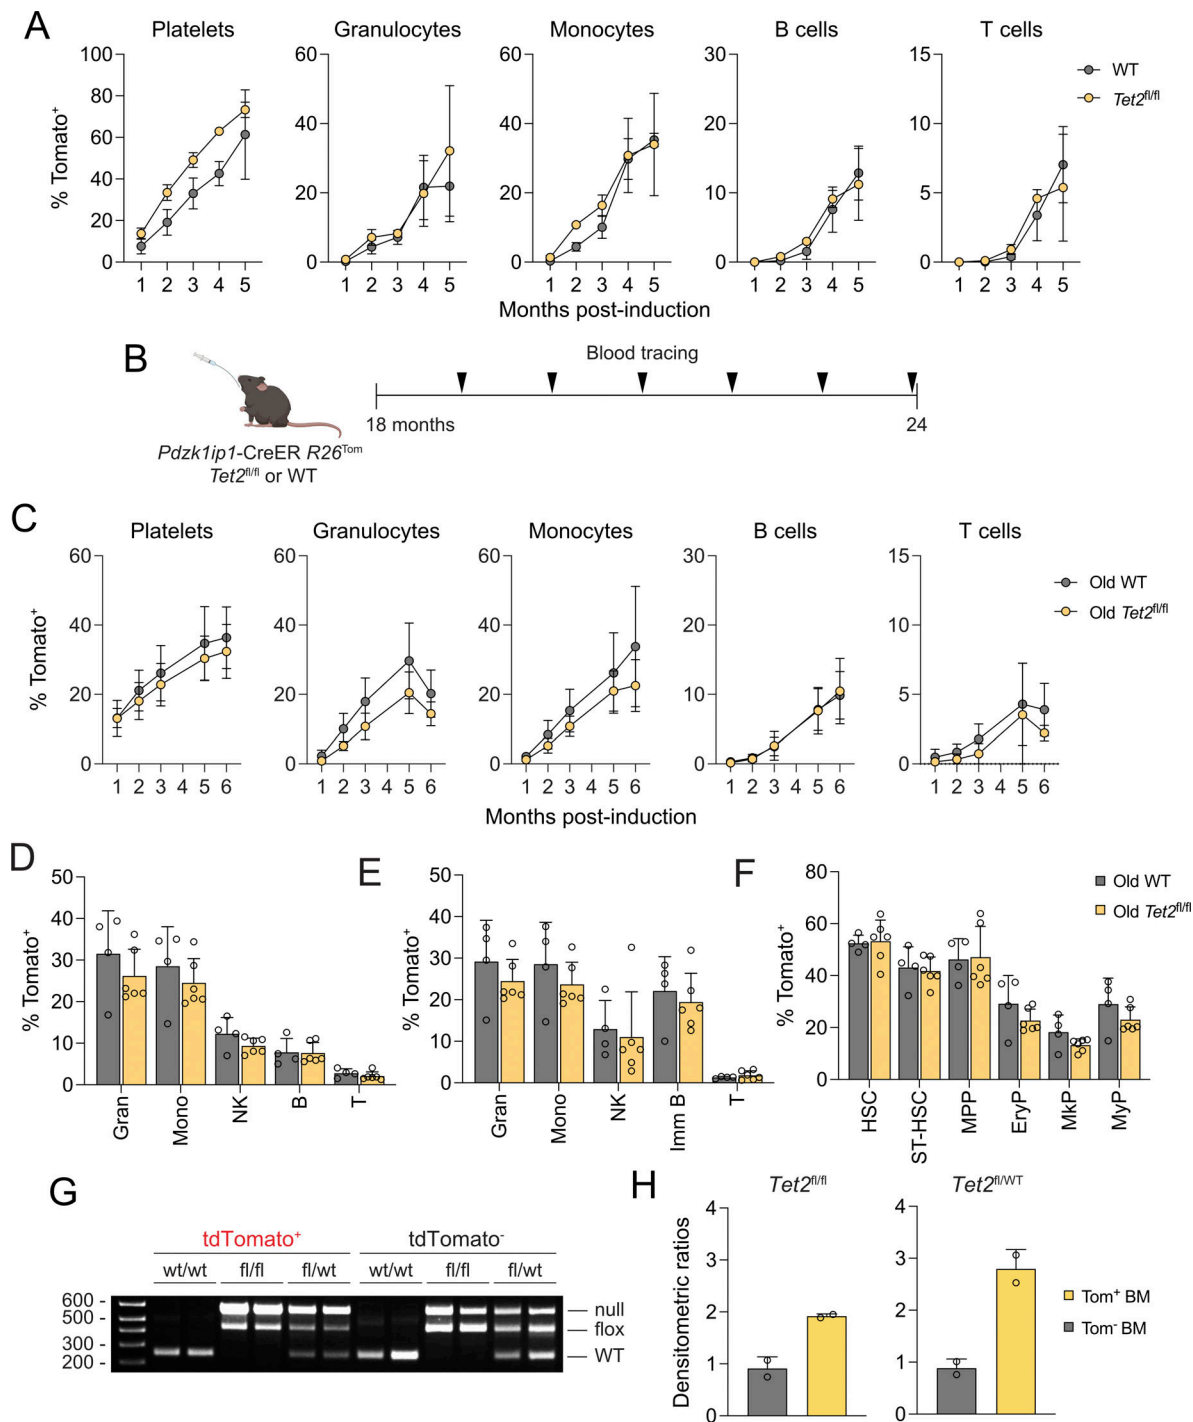 A
Platelets
Granulocytes
Monocytes
B cells
T cells
% Tomato⁺
100
80
60
40
20
0
60
40
20
0
60
40
20
0
30
20
10
0
15
10
5
0
WT
Tet2fl/fl
1 2 3 4 5
1 2 3 4 5
1 2 3 4 5
1 2 3 4 5
1 2 3 4 5
Months post-induction
B
Blood tracing
18 months
24
Pdzk1ip1-CreER R26Tom
Tet2fl/fl or WT
C
Platelets
Granulocytes
Monocytes
B cells
T cells
% Tomato⁺
60
40
20
0
60
40
20
0
60
40
20
0
30
20
10
0
15
10
5
0
Old WT
Old Tet2fl/fl
1 2 3 4 5 6
1 2 3 4 5 6
1 2 3 4 5 6
1 2 3 4 5 6
1 2 3 4 5 6
Months post-induction
D
% Tomato⁺
50
40
30
20
10
0
Gran
Mono
NK
B
T
E
% Tomato⁺
50
40
30
20
10
0
Gran
Mono
NK
Imm B
T
F
% Tomato⁺
80
60
40
20
0
HSC
ST-HSC
MPP
EryP
MkP
MyP
Old WT
Old Tet2fl/fl
G
tdTomato⁺
tdTomato⁻
wt/wt
fl/fl
fl/wt
wt/wt
fl/fl
fl/wt
600 -
500 -
300 -
200 -
null
flox
WT
H
Tet2fl/fl
Tet2fl/WT
Densitometric ratios
4
3
2
1
0
4
3
2
1
0
Tom⁺ BM
Tom⁻ BM